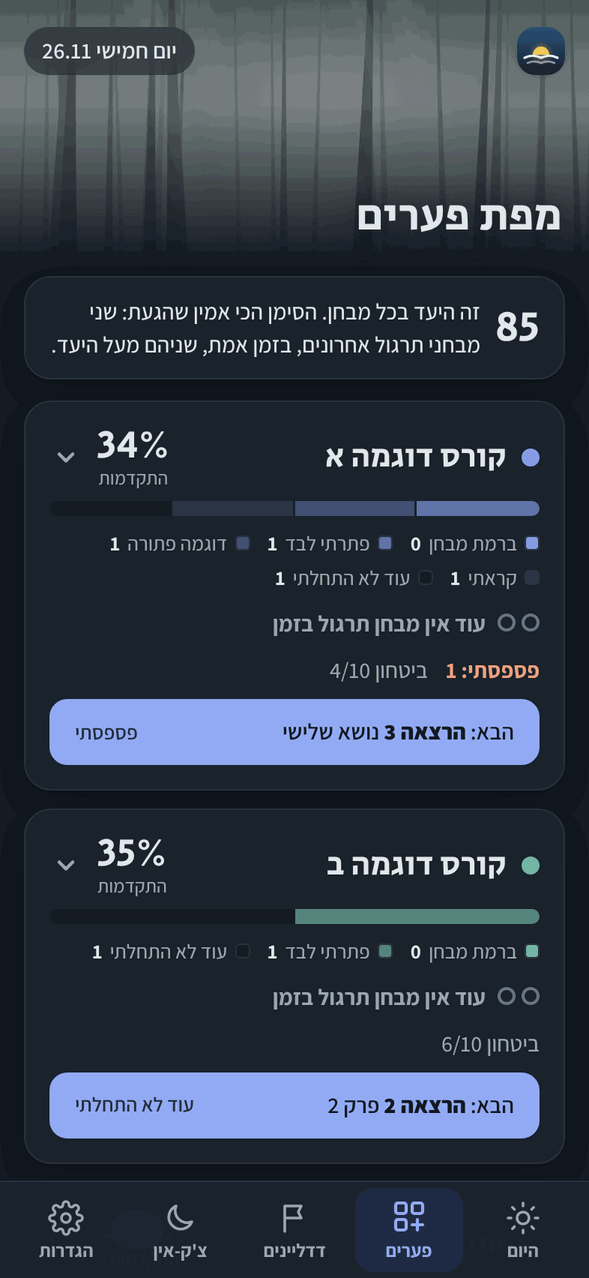 יום חמישי 26.11
מפת פערים
85
זה היעד בכל מבחן. הסימן הכי אמין שהגעת: שני
מבחני תרגול אחרונים, בזמן אמת, שניהם מעל היעד.
קורס דוגמה א
34%
התקדמות
ברמת מבחן 0 פתרתי לבד 1 דוגמה פתורה 1
קראתי 1 עוד לא התחלתי 1
עוד אין מבחן תרגול בזמן
פספסתי: 1 ביטחון 4/10
הבא: הרצאה 3 נושא שלישי פספסתי
קורס דוגמה ב
35%
התקדמות
ברמת מבחן 0 פתרתי לבד 1 עוד לא התחלתי 1
עוד אין מבחן תרגול בזמן
ביטחון 6/10
הבא: הרצאה 2 פרק 2 עוד לא התחלתי
היום פערים דדליינים צ'ק-אין הגדרות